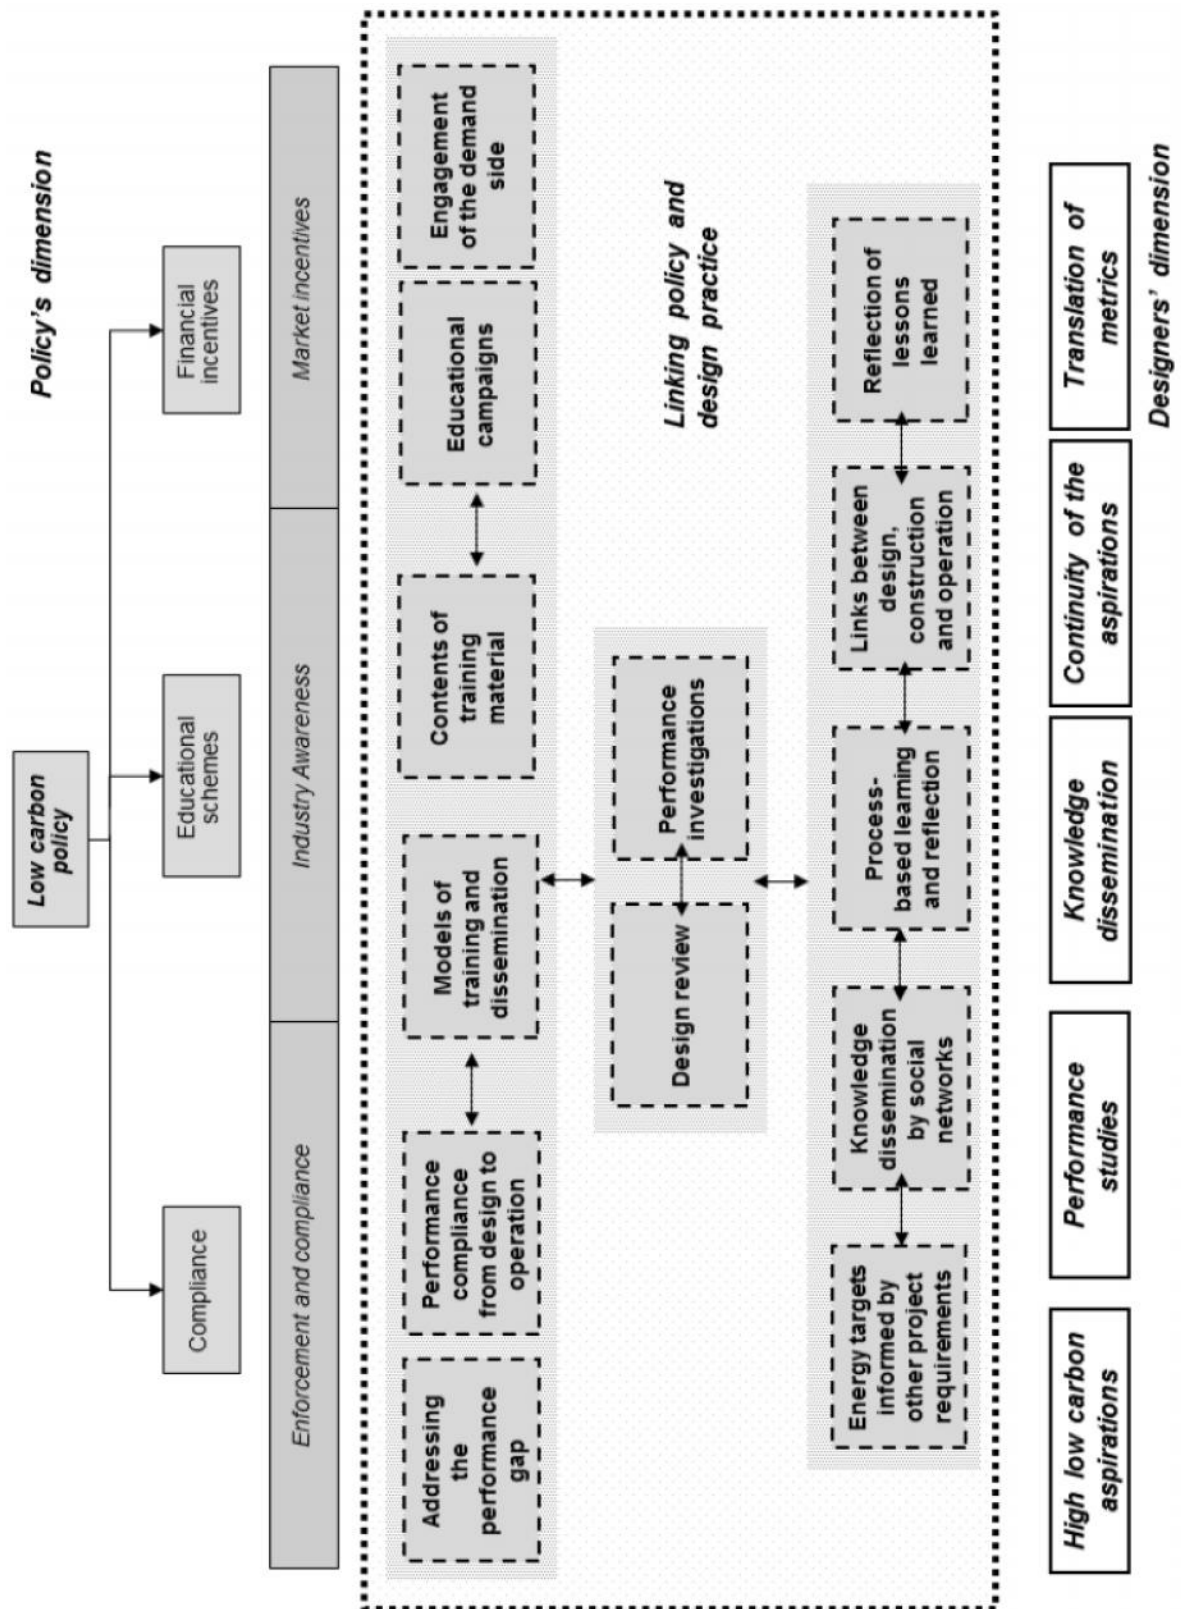 Low carbon
policy
Policy's dimension
Compliance
Educational
schemes
Financial
incentives
Enforcement and compliance
Industry Awareness
Market incentives
Addressing
the
performance
gap
Performance
compliance
from design to
operation
Models of
training and
dissemination
Contents of
training
material
Educational
campaigns
Engagement
of the demand
side
Design review
Performance
investigations
Linking policy and
design practice
Energy targets
informed by
other project
requirements
Knowledge
dissemination
by social
networks
Process-
based learning
and reflection
Links between
design,
construction
and operation
Reflection of
lessons
learned
High low carbon
aspirations
Performance
studies
Knowledge
dissemination
Continuity of the
aspirations
Translation of
metrics
Designers' dimension